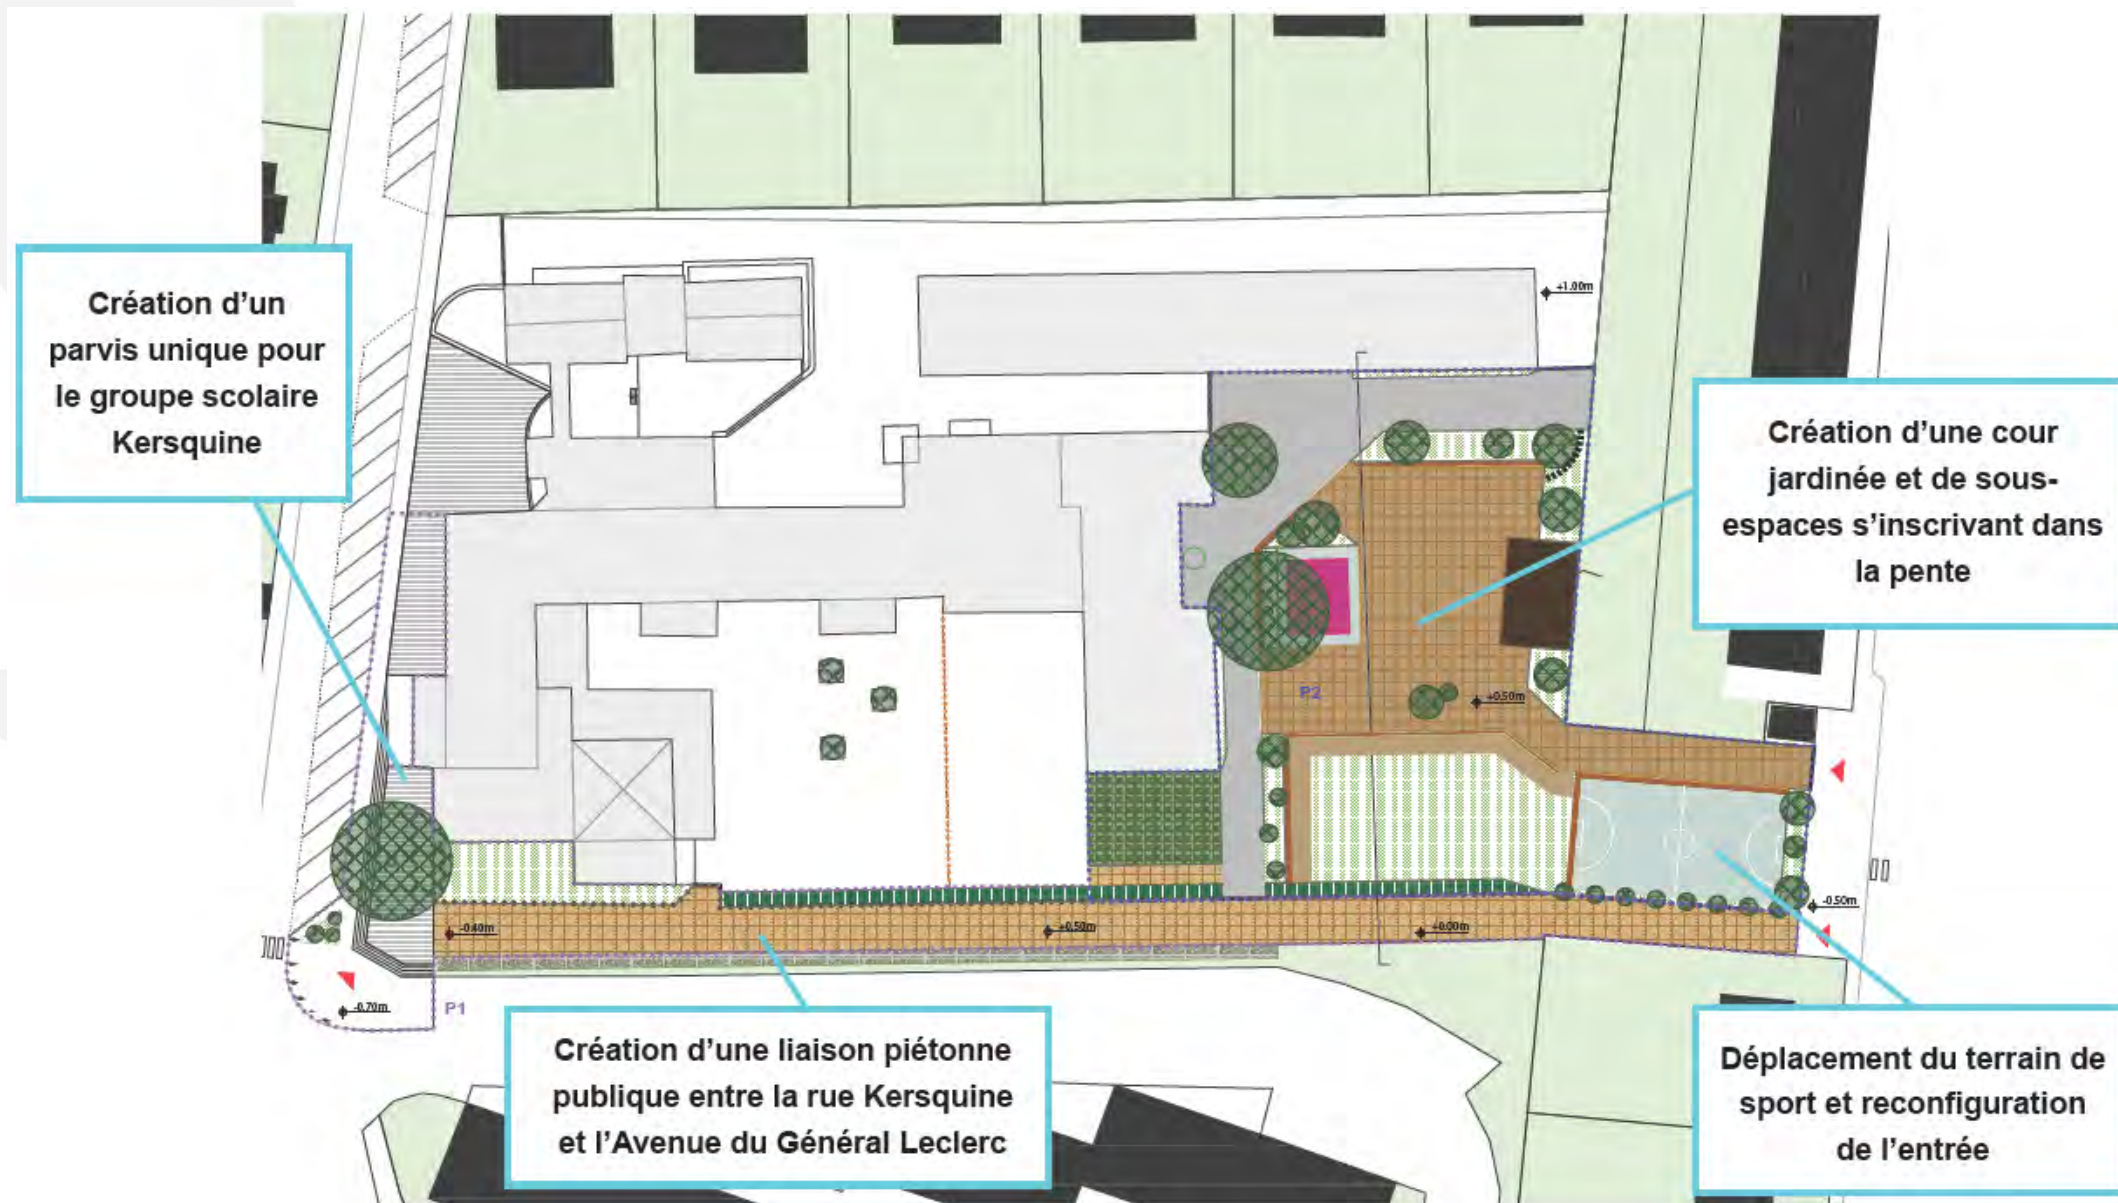 Création d'un
parvis unique pour
le groupe scolaire
Kersquine
+1.00m
Création d'une cour
jardinée et de sous-
espaces s'inscrivant dans
la pente
P2
+0.50m
-0.40m
+0.50m
+0.00m
-0.50m
-0.70m
P1
Création d'une liaison piétonne
publique entre la rue Kersquine
et l'Avenue du Général Leclerc
Déplacement du terrain de
sport et reconfiguration
de l'entrée